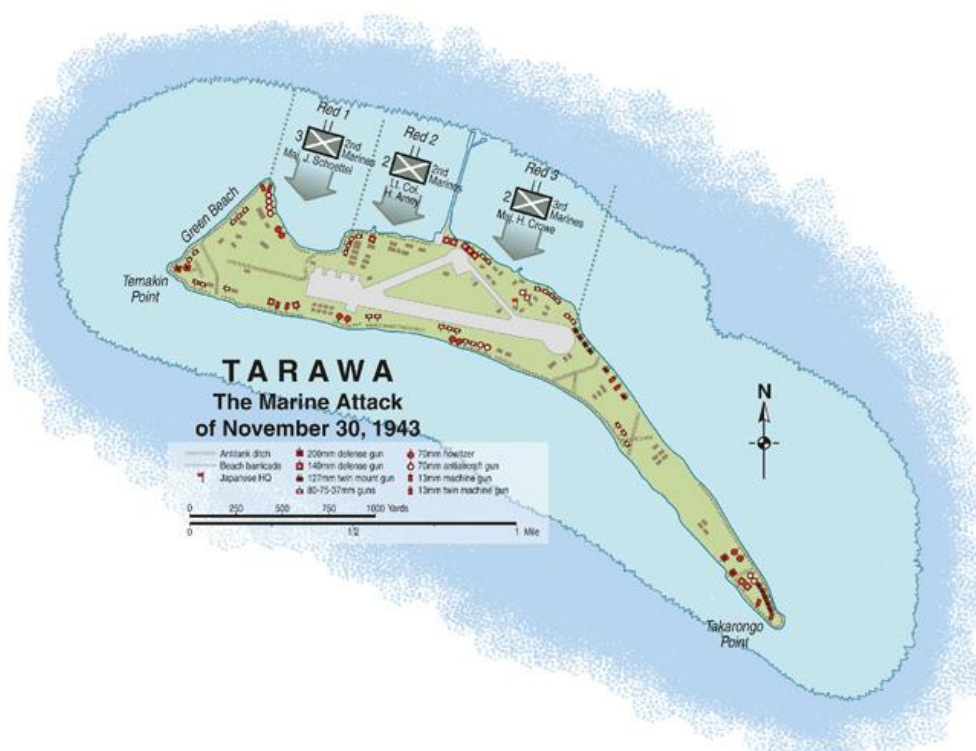 Red 1
3
2nd
Marines
Maj. J. Schoettel
Red 2
2
2nd
Marines
Lt. Col.
H. Amey
Red 3
2
3rd
Marines
Maj. H. Crowe
Green Beach
Temakin
Point
TARAWA
The Marine Attack
of November 30, 1943
N
Antitank ditch
Beach barricade
Japanese HQ
200mm defense gun
140mm defense gun
127mm twin mount gun
80-75-37mm guns
70mm howitzer
70mm antiaircraft gun
13mm machine gun
13mm twin machine gun
0 250 500 750 1000 Yards
0 1/2 1 Mile
Takarongo
Point